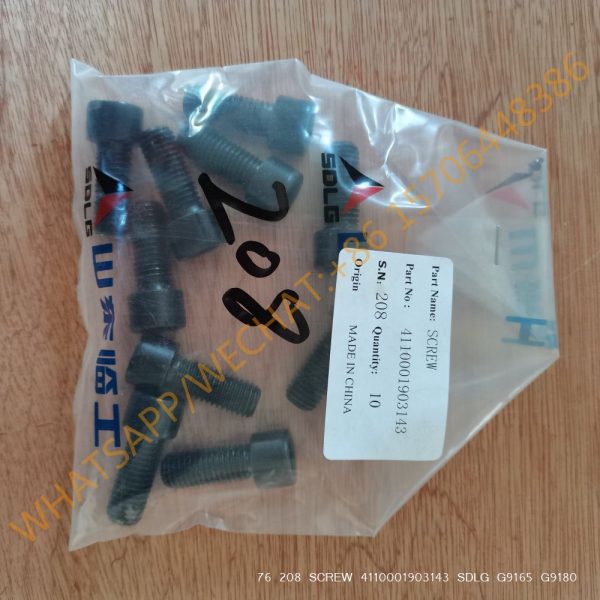 SDLG
山东临工
208
SDLG
Part Name: SCREW
Part No: 4110001903143
S.N: 208 Quantity: 10
Origin MADE IN CHINA
WHATSAPP/WECHAT:+86 15706448386
76 208 SCREW 4110001903143 SDLG G9165 G9180